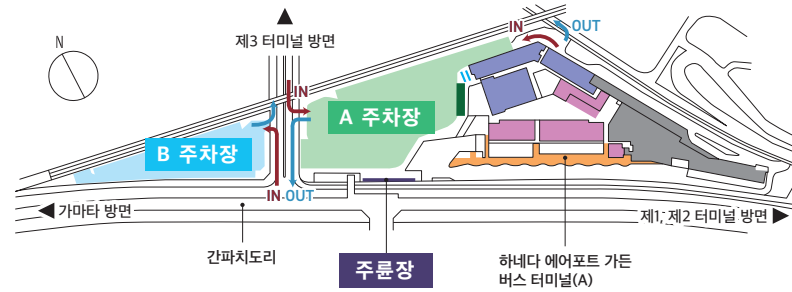 N
제3 터미널 방면
IN
OUT
IN
A 주차장
B 주차장
IN
OUT
가마타 방면
제1, 제2 터미널 방면
간파치도리
주륜장
하네다 에어포트 가든
버스 터미널(A)